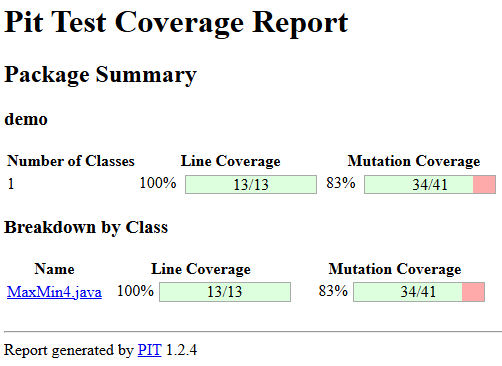 Pit Test Coverage Report
Package Summary
demo
Number of Classes Line Coverage Mutation Coverage
1 100% 13/13 83% 34/41
Breakdown by Class
Name Line Coverage Mutation Coverage
MaxMin4.java 100% 13/13 83% 34/41
Report generated by PIT 1.2.4